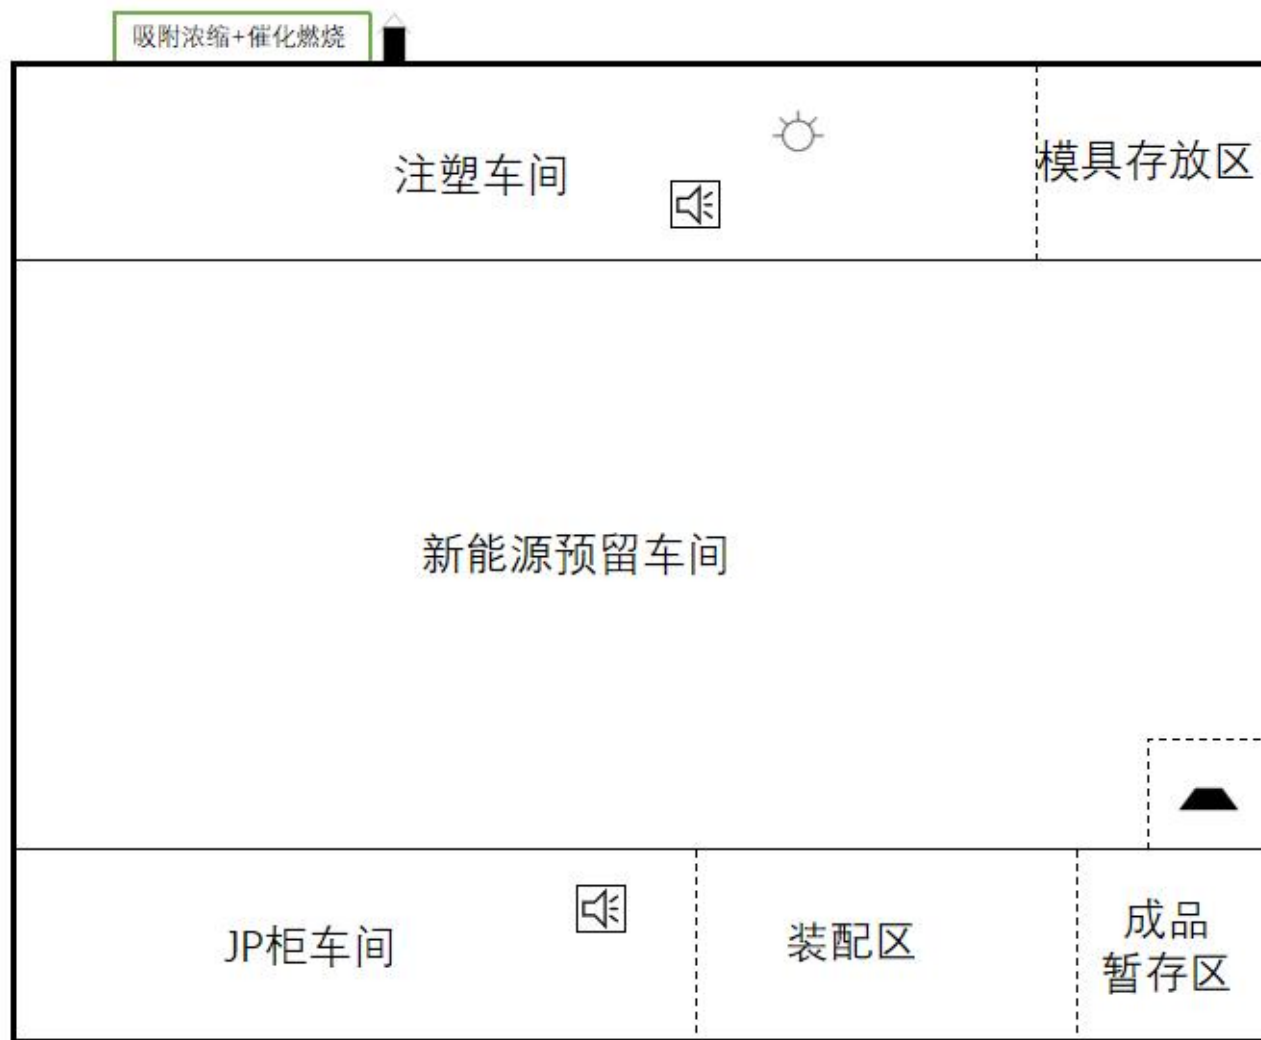 吸附浓缩+催化燃烧
注塑车间
模具存放区
新能源预留车间
JP柜车间
装配区
成品
暂存区